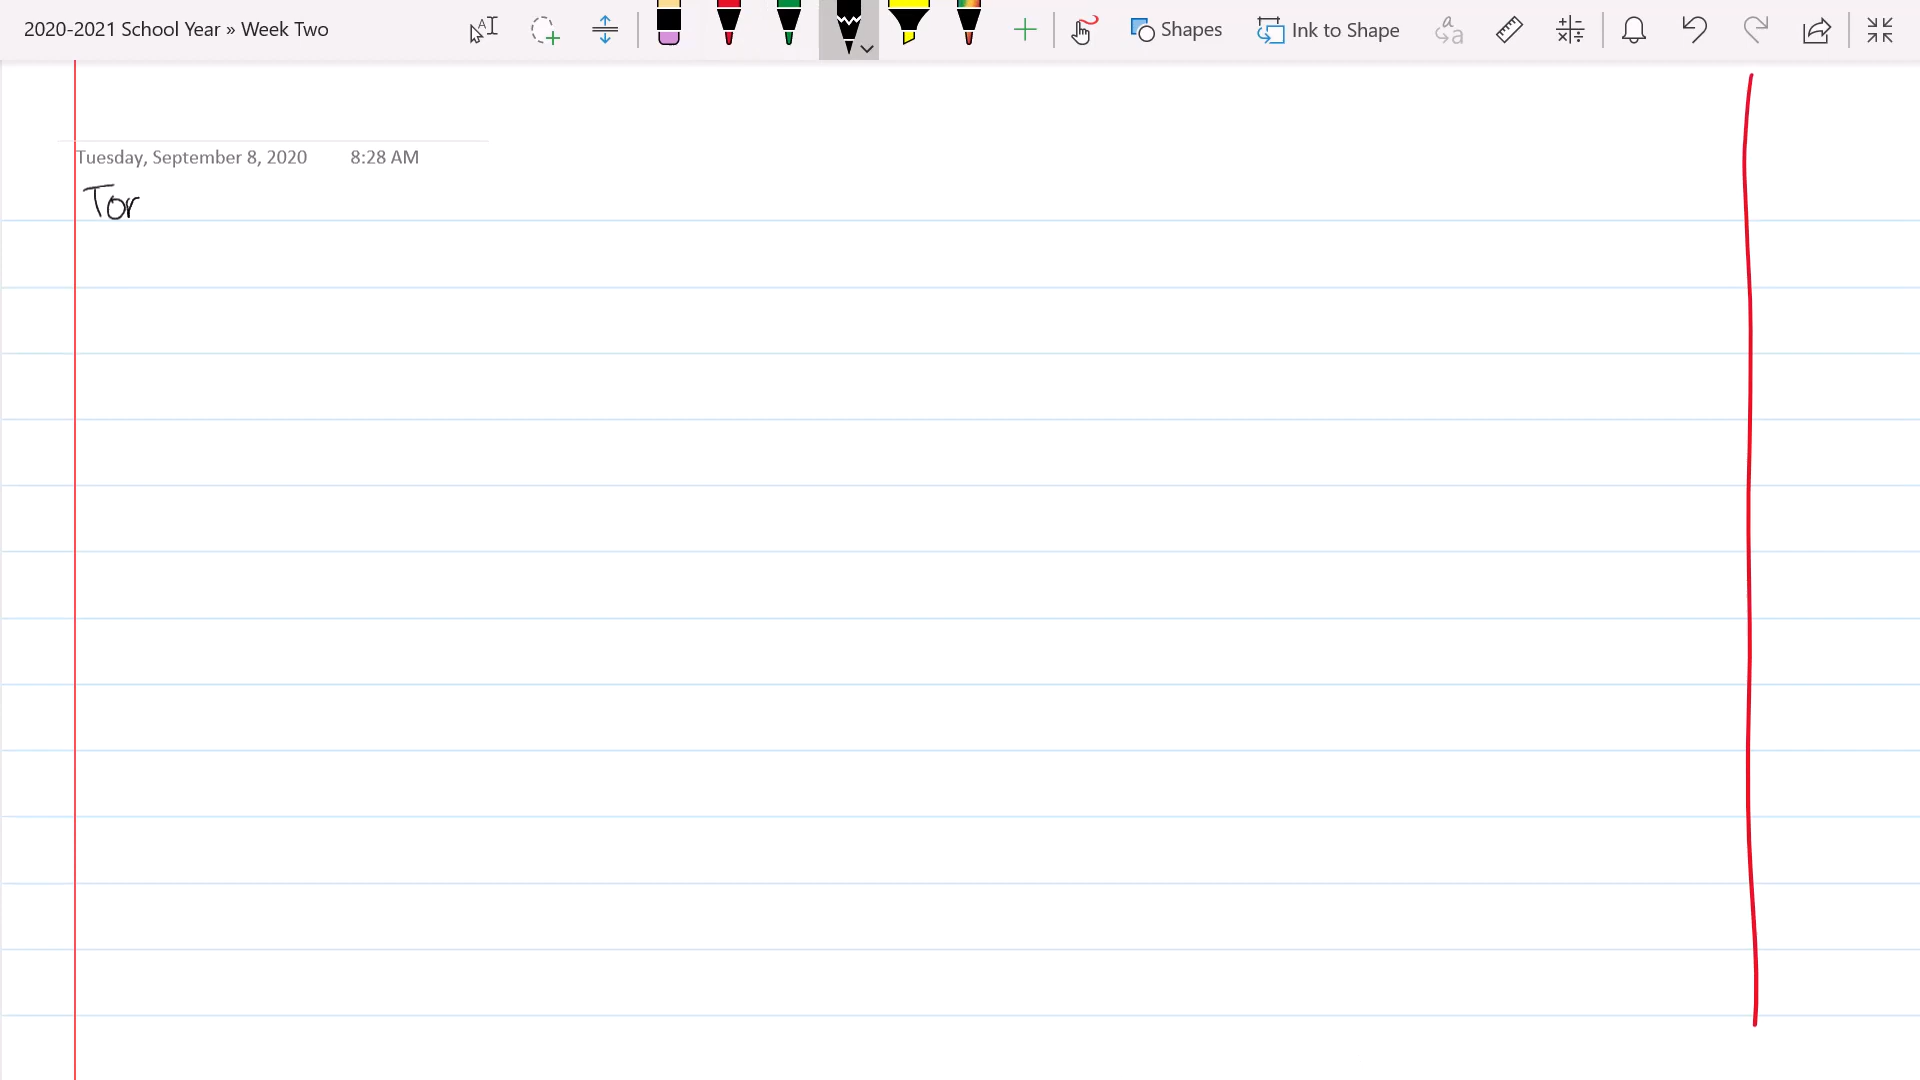 2020-2021 School Year » Week Two
Shapes
Ink to Shape
Tuesday, September 8, 2020 8:28 AM
Tor